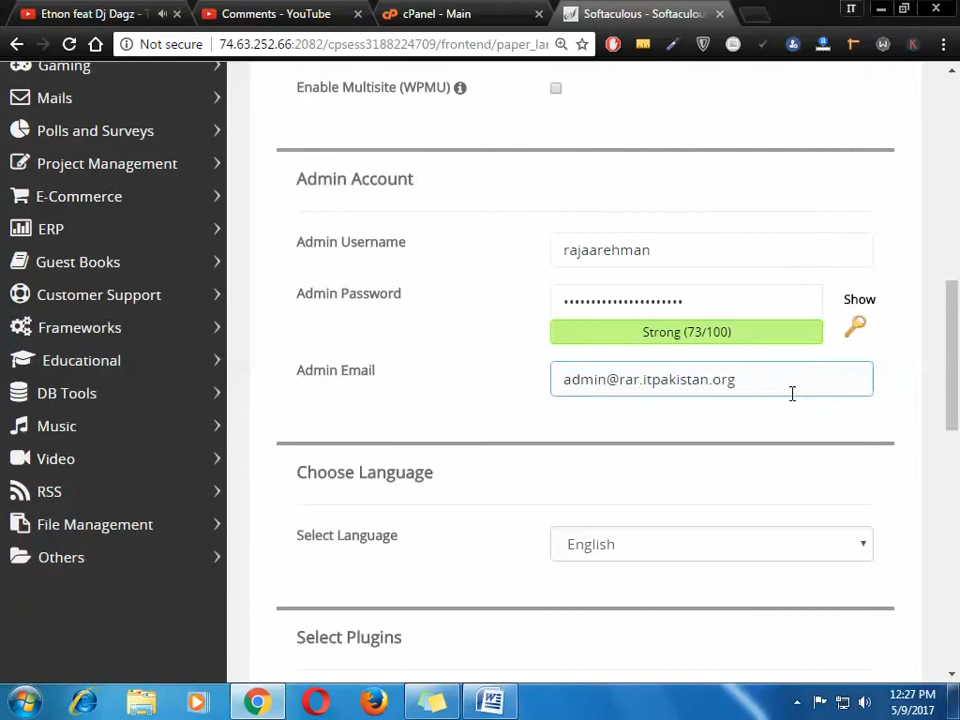 Etnon feat Dj Dagz - T
Comments - YouTube
cPanel - Main
Softaculous - Softaculou
IT
Not secure
74.63.252.66:2082/cpsess3188224709/frontend/paper_lan
Gaming
Mails
Polls and Surveys
Project Management
E-Commerce
ERP
Guest Books
Customer Support
Frameworks
Educational
DB Tools
Music
Video
RSS
File Management
Others
Enable Multisite (WPMU)
Admin Account
Admin Username
rajaarehman
Admin Password
••••••••••••••••••••••
Show
Strong (73/100)
Admin Email
admin@rar.itpakistan.org
Choose Language
Select Language
English
Select Plugins
12:27 PM
5/9/2017